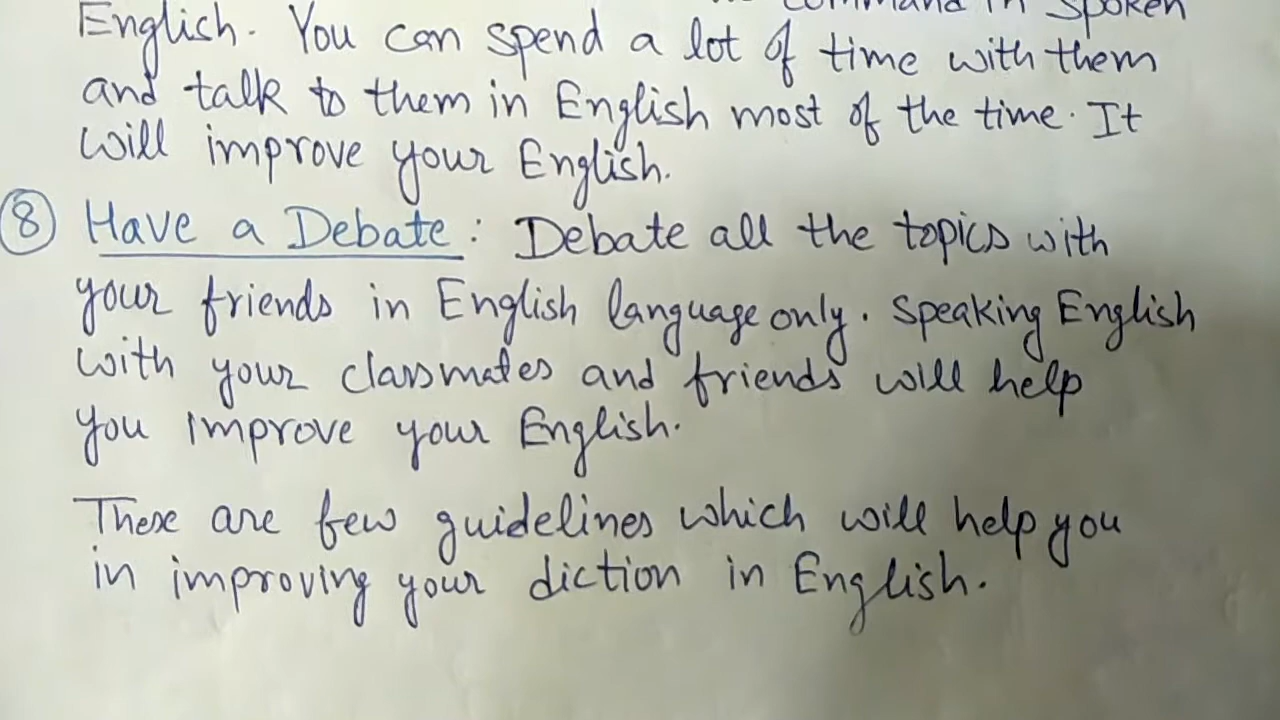 command in spoken
English. You can spend a lot of time with them
and talk to them in English most of the time. It
will improve your English.
8 Have a Debate : Debate all the topics with
your friends in English language only. Speaking English
with your classmates and friends will help
you improve your English.
These are few guidelines which will help you
in improving your diction in English.